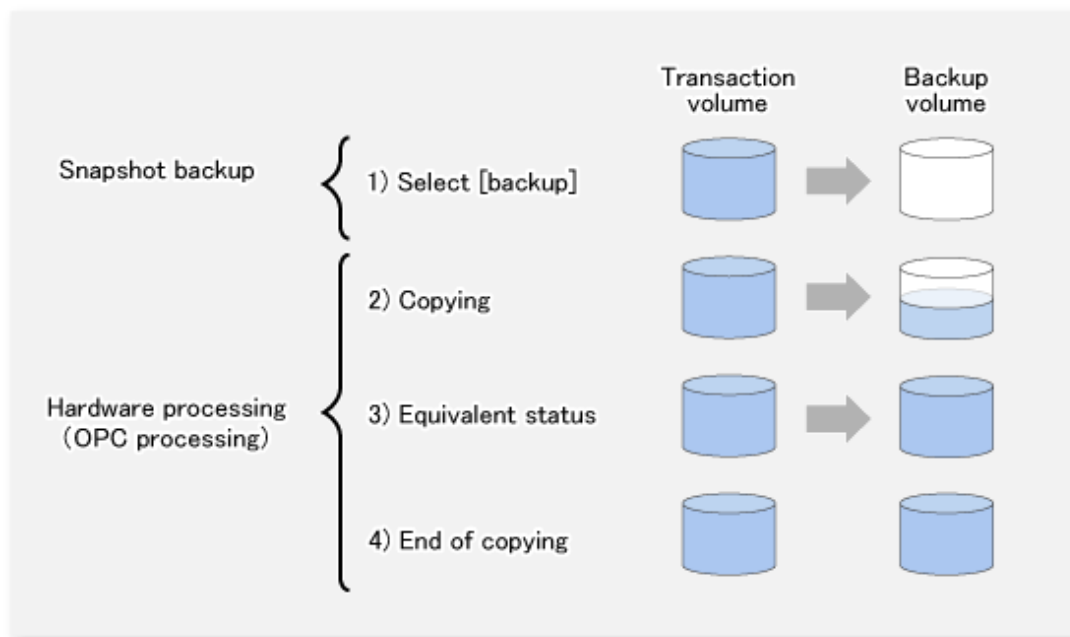 Transaction volume
Backup volume
Snapshot backup
1) Select [backup]
2) Copying
Hardware processing
(OPC processing)
3) Equivalent status
4) End of copying